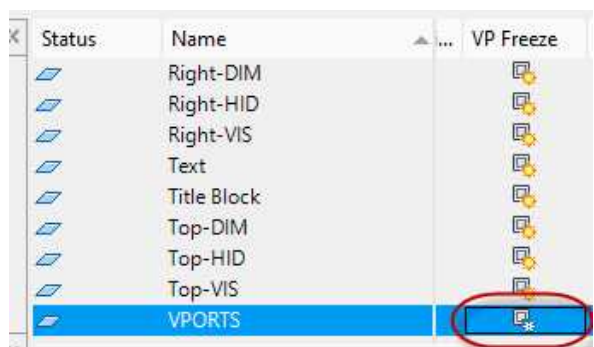 Status Name ... VP Freeze
Right-DIM
Right-HID
Right-VIS
Text
Title Block
Top-DIM
Top-HID
Top-VIS
VPORTS